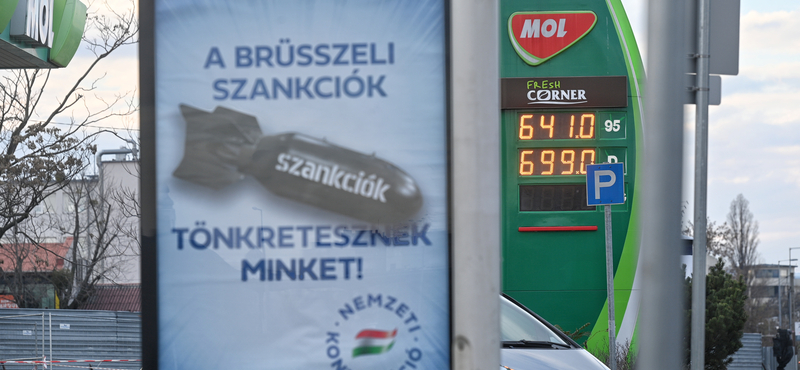 MOL
A BRÜSSZELI
SZANKCIÓK
szankciók
TÖNKRETESZNEK
MINKET!
NEMZETI
MOL
FRESH
CORNER
641.0 95
699.0
P